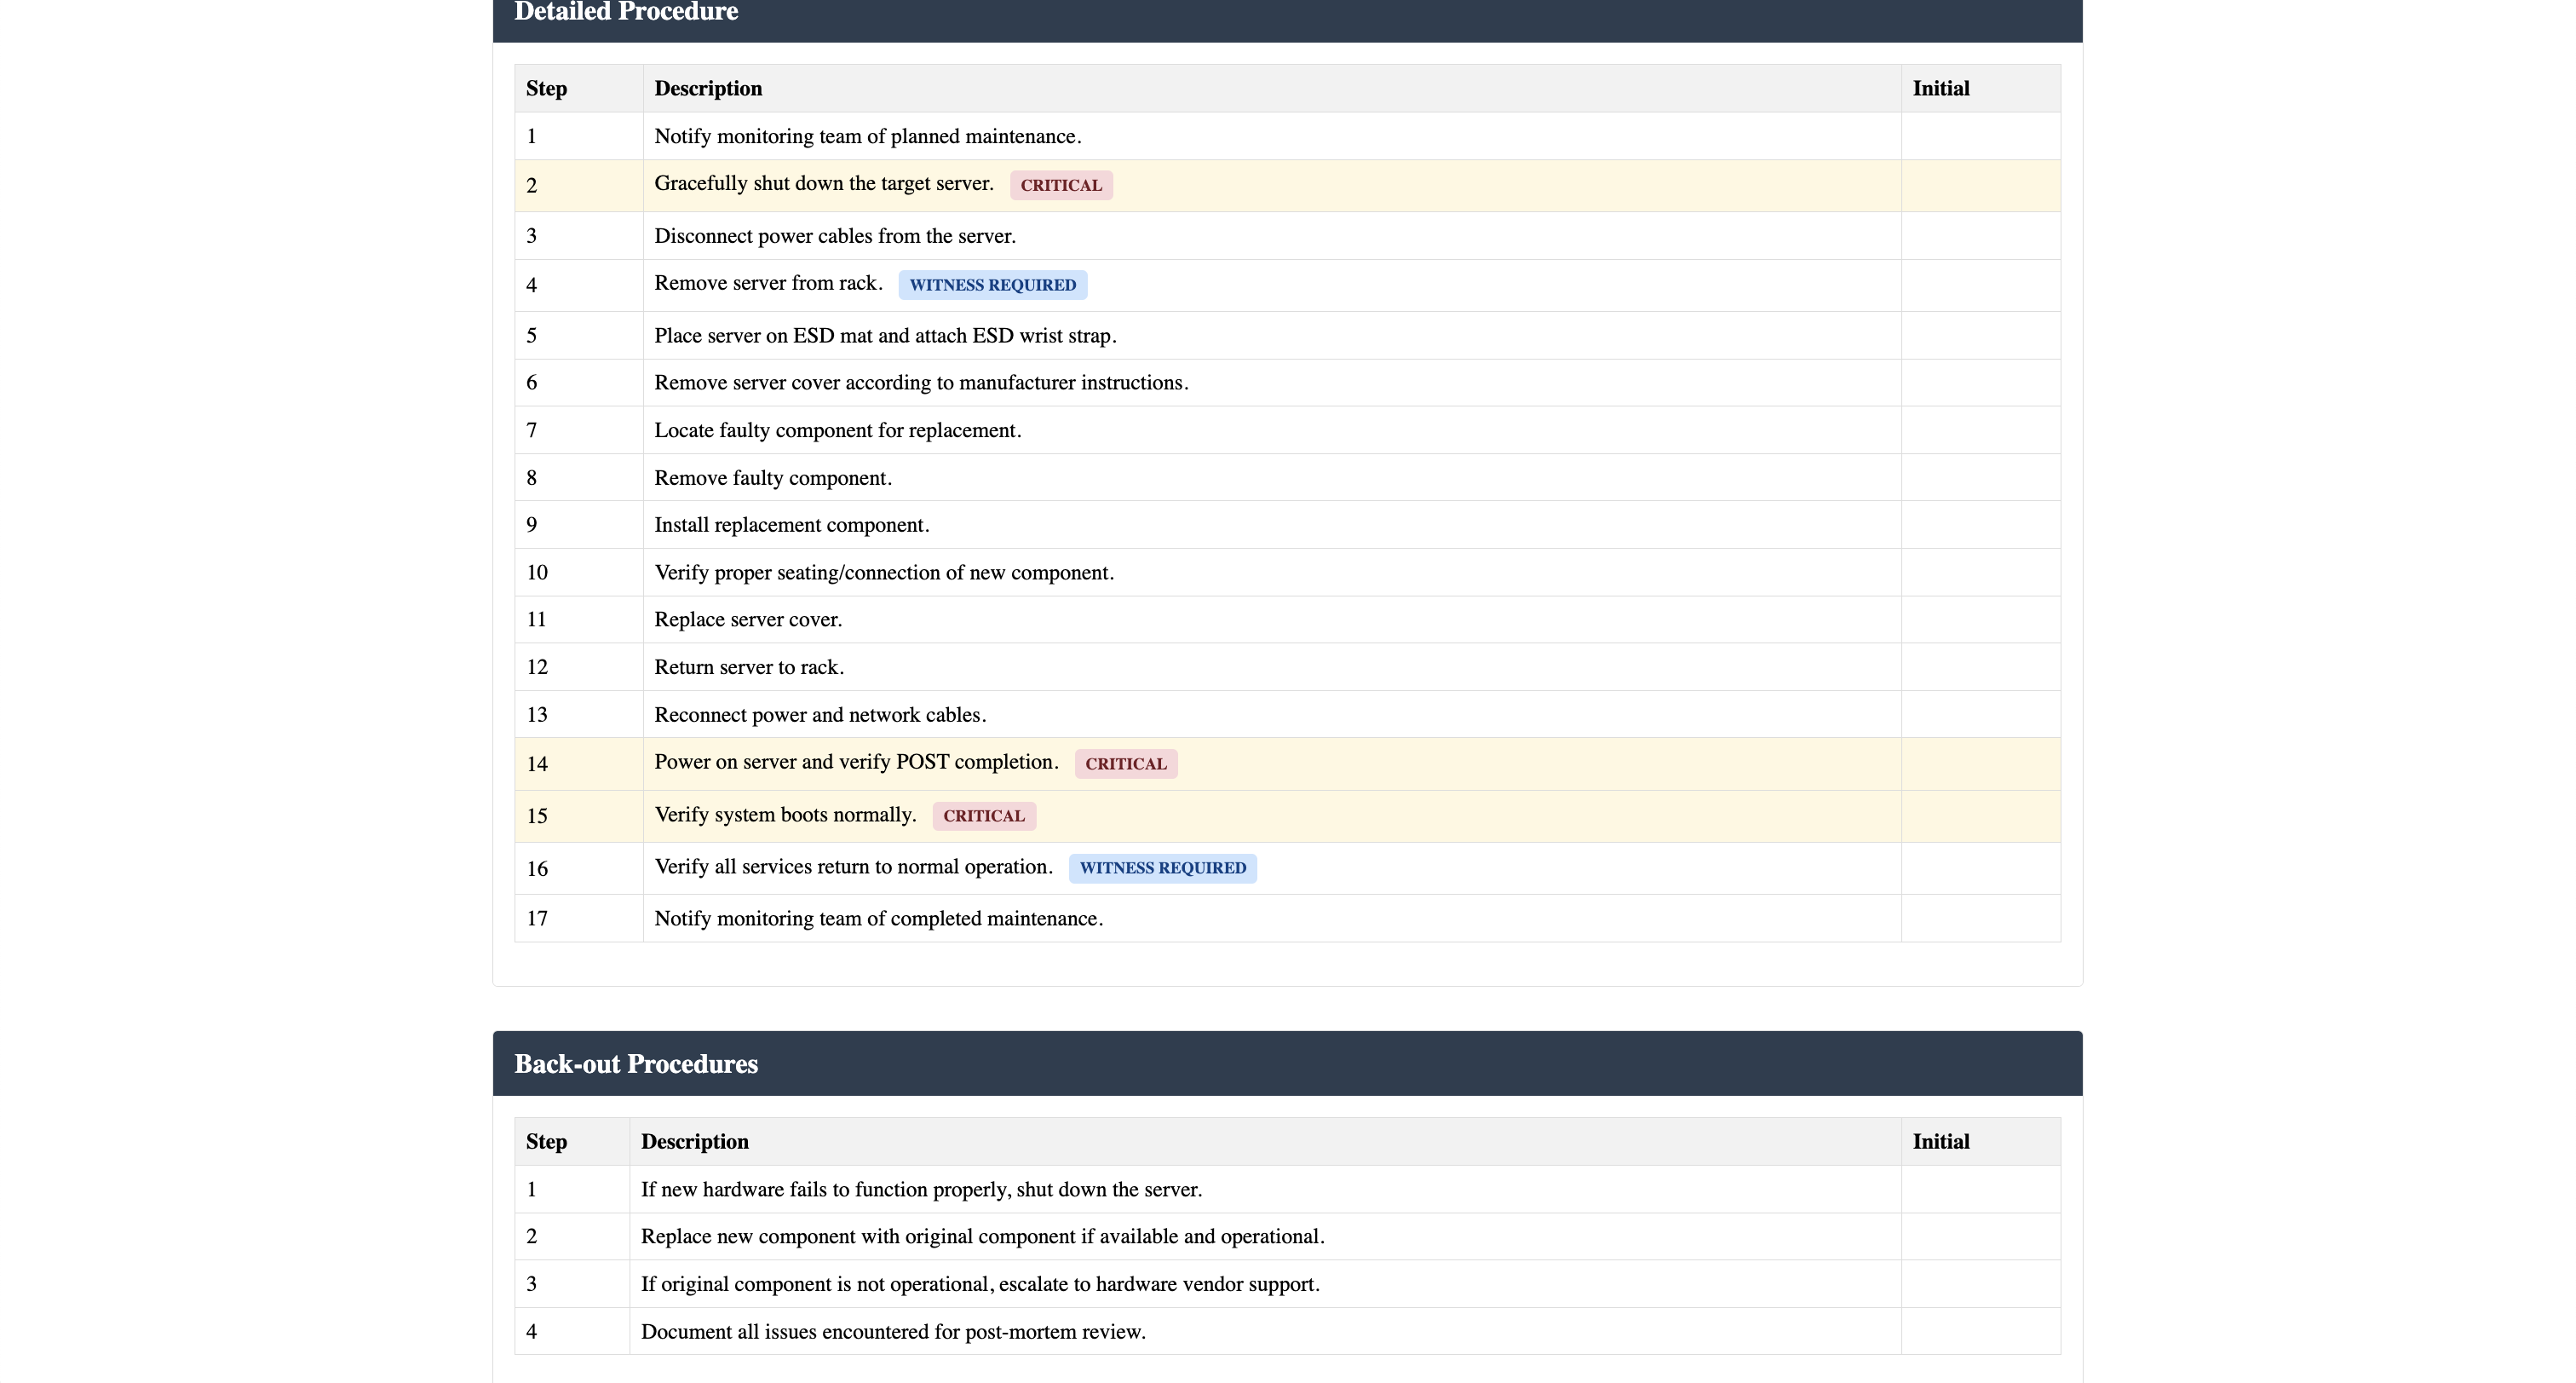 Detailed Procedure
Step Description Initial
1 Notify monitoring team of planned maintenance.
2 Gracefully shut down the target server. CRITICAL
3 Disconnect power cables from the server.
4 Remove server from rack. WITNESS REQUIRED
5 Place server on ESD mat and attach ESD wrist strap.
6 Remove server cover according to manufacturer instructions.
7 Locate faulty component for replacement.
8 Remove faulty component.
9 Install replacement component.
10 Verify proper seating/connection of new component.
11 Replace server cover.
12 Return server to rack.
13 Reconnect power and network cables.
14 Power on server and verify POST completion. CRITICAL
15 Verify system boots normally. CRITICAL
16 Verify all services return to normal operation. WITNESS REQUIRED
17 Notify monitoring team of completed maintenance.
Back-out Procedures
Step Description Initial
1 If new hardware fails to function properly, shut down the server.
2 Replace new component with original component if available and operational.
3 If original component is not operational, escalate to hardware vendor support.
4 Document all issues encountered for post-mortem review.